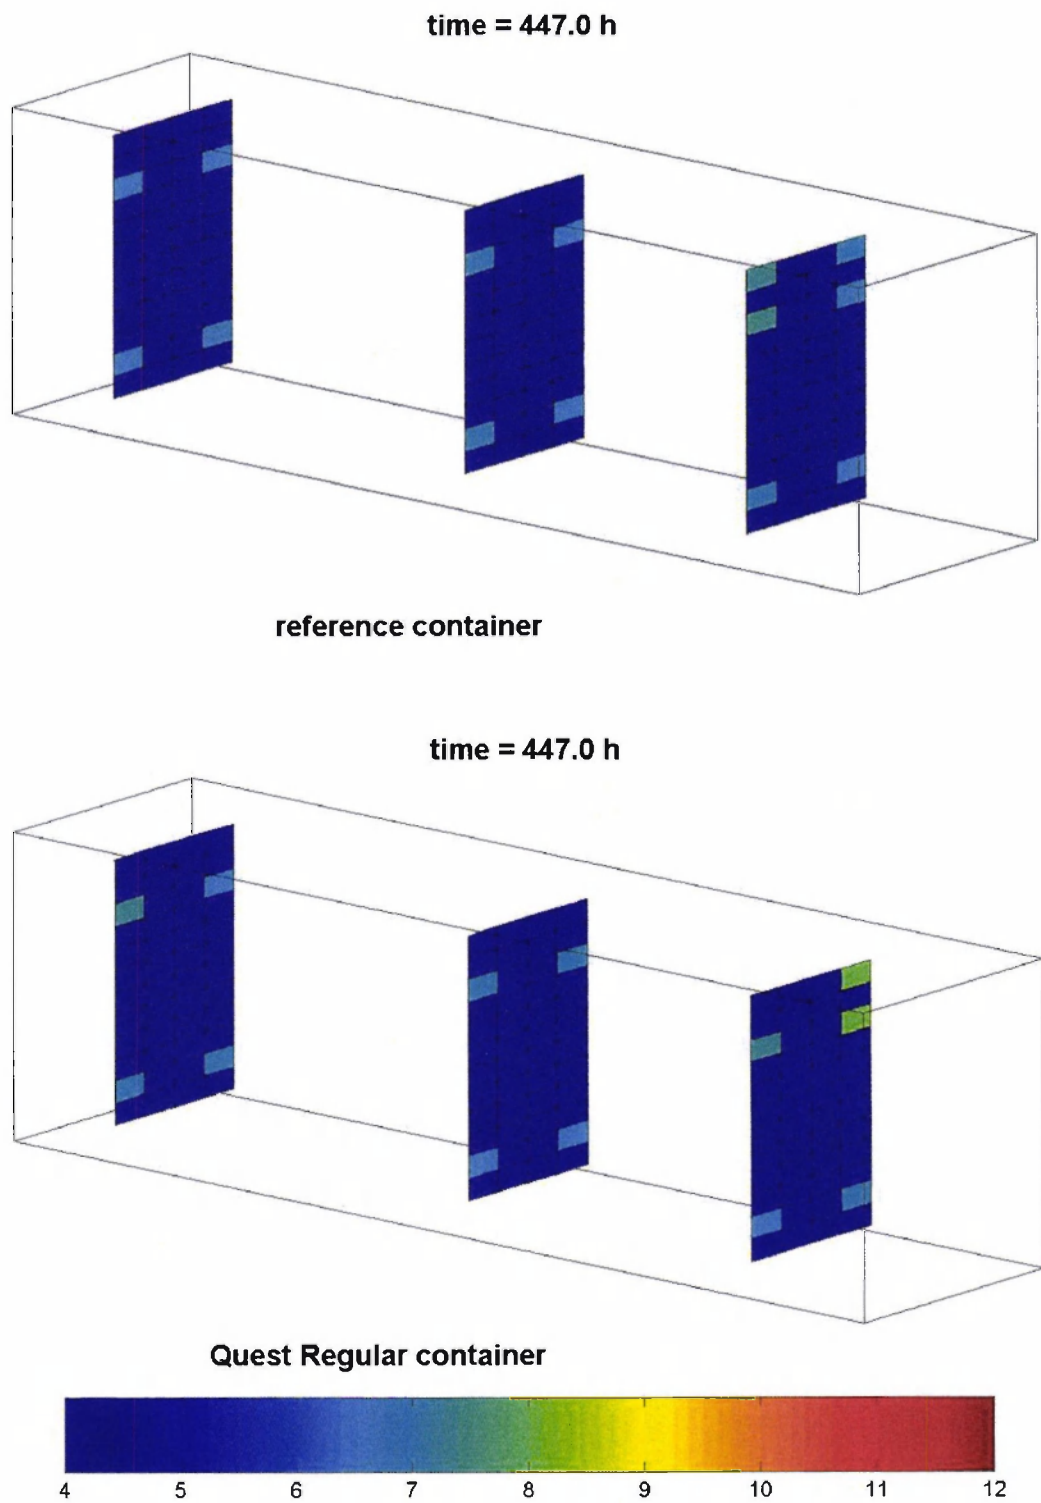 time = 447.0 h
reference container
time = 447.0 h
Quest Regular container
4 5 6 7 8 9 10 11 12